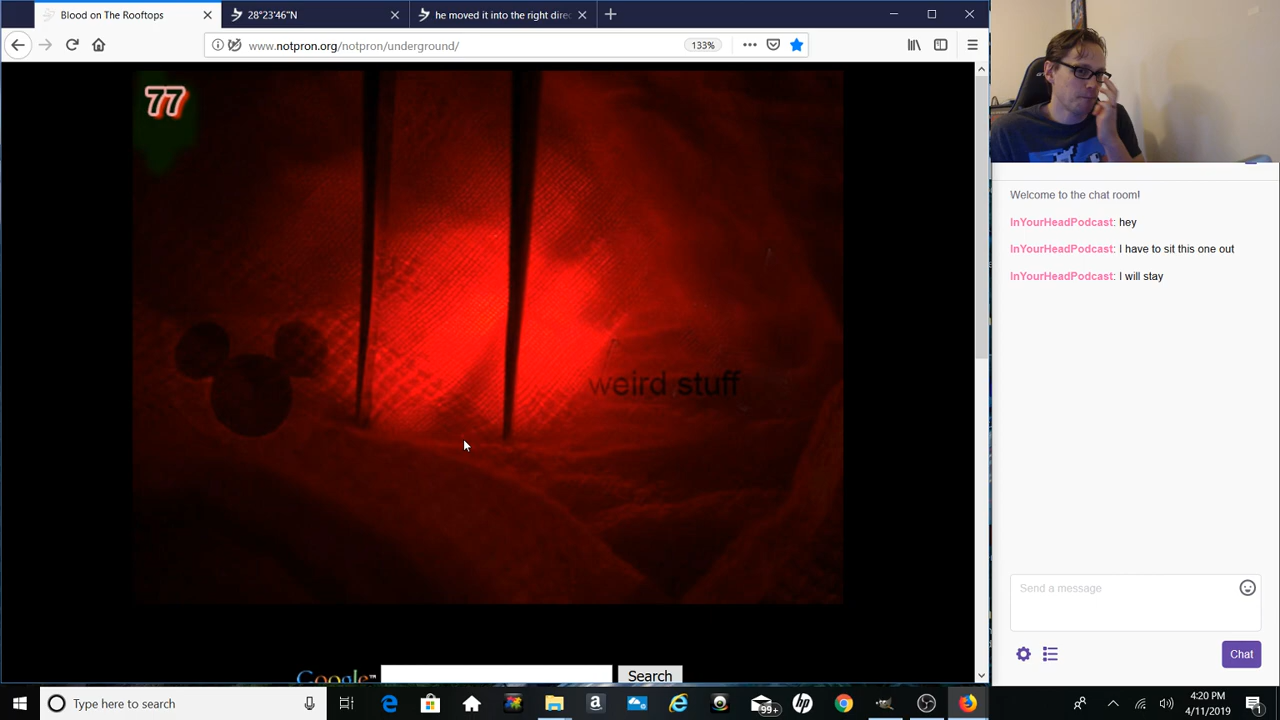 Blood on The Rooftops
28°23'46"N
he moved it into the right dire
www.notpron.org/notpron/underground/
133%
77
weird stuff
Google™
Search
Welcome to the chat room!
InYourHeadPodcast: hey
InYourHeadPodcast: I have to sit this one out
InYourHeadPodcast: I will stay
Send a message
Chat
Type here to search
99+
4:20 PM
4/11/2019